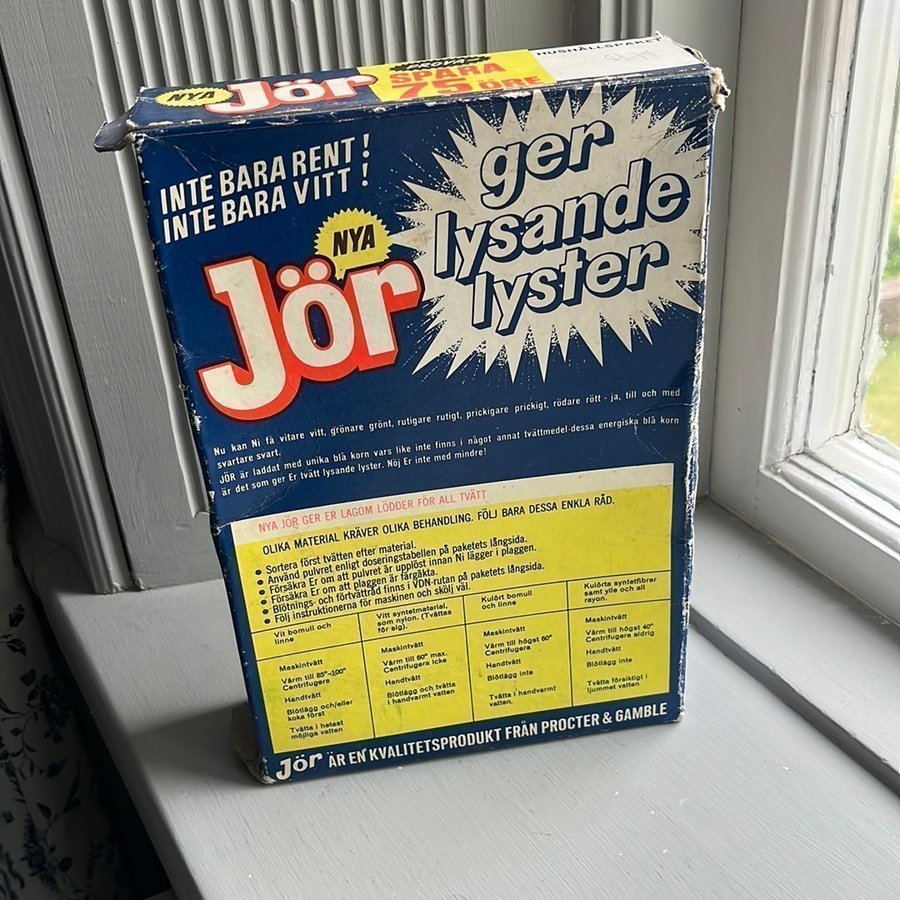 NYA Jör PROVA SPARA HUSHÅLLSPAKET
75 ÖRE
INTE BARA RENT!
INTE BARA VITT!
ger
lysande
lyster
NYA
Jör
Nu kan Ni få vitare vitt, grönare grönt, rutigare rutigt, prickigare prickigt, rödare rött - ja, till och med
svartare svart.
JÖR är laddat med unika blå korn vars like inte finns i något annat tvättmedel-dessa energiska blå korn
är det som ger Er tvätt lysande lyster. Nöj Er inte med mindre!
NYA JÖR GER ER LAGOM LÖDDER FÖR ALL TVÄTT
OLIKA MATERIAL KRÄVER OLIKA BEHANDLING. FÖLJ BARA DESSA ENKLA RÅD.
• Sortera först tvätten efter material.
• Använd pulvret enligt doseringstabellen på paketets långsida.
• Försäkra Er om att pulvret är upplöst innan Ni lägger i plaggen.
• Försäkra Er om att plaggen är färgäkta.
• Blötnings- och förtvättråd finns i VDN-rutan på paketets långsida.
• Följ instruktionerna för maskinen och skölj väl.
Vit bomull och
linne
Maskintvätt
Värm till 85°-100°
Centrifugera
Handtvätt
Blötlägg och/eller
koka först
Tvätta i hetast
möjliga vatten
Vitt syntetmaterial,
som nylon. (Tvättas
för sig).
Maskintvätt
Värm till 60° max.
Centrifugera icke
Handtvätt
Blötlägg och tvätta
i handvarmt vatten
Kulört bomull
och linne
Maskintvätt
Värm till högst 60°
Centrifugera
Handtvätt
Blötlägg inte
Tvätta i handvarmt
vatten.
Kulörta syntetfibrer
samt ylle och all
rayon.
Maskintvätt
Värm till högst 40°
Centrifugera aldrig
Handtvätt
Blötlägg inte
Tvätta försiktigt i
ljummet vatten
Jör ÄR EN KVALITETSPRODUKT FRÅN PROCTER & GAMBLE